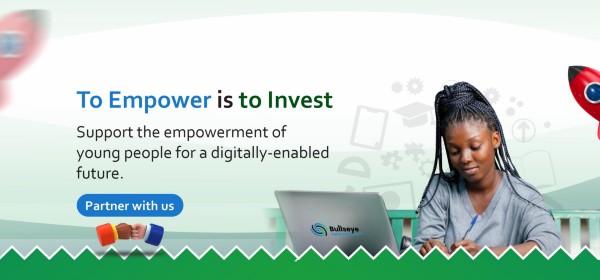 To Empower is to Invest
Support the empowerment of
young people for a digitally-enabled
future.
Partner with us
Bullseye